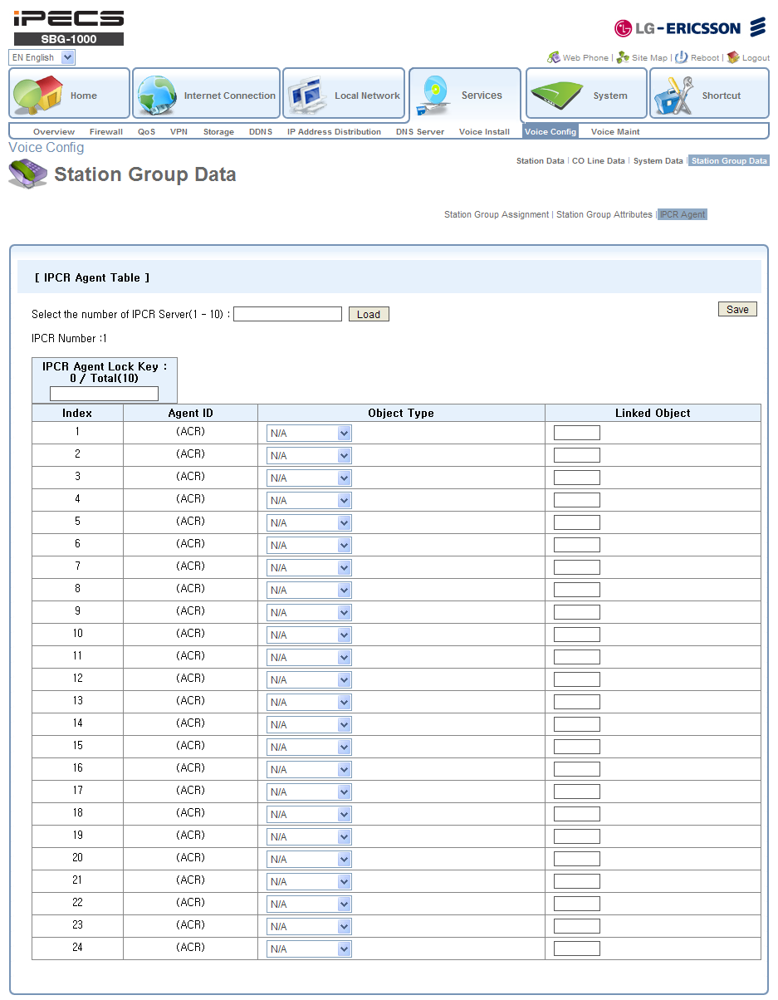 iPECS
SBG-1000
LG-ERICSSON
EN English
Web Phone | Site Map | Reboot | Logout
Home Internet Connection Local Network Services System Shortcut
Overview Firewall QoS VPN Storage DDNS IP Address Distribution DNS Server Voice Install Voice Config Voice Maint
Voice Config
Station Data | CO Line Data | System Data | Station Group Data
Station Group Data
Station Group Assignment | Station Group Attributes | IPCR Agent
[ IPCR Agent Table ]
Select the number of IPCR Server(1 - 10) : Load Save
IPCR Number :1
IPCR Agent Lock Key :
0 / Total(10)
Index Agent ID Object Type Linked Object
1 (ACR) N/A
2 (ACR) N/A
3 (ACR) N/A
4 (ACR) N/A
5 (ACR) N/A
6 (ACR) N/A
7 (ACR) N/A
8 (ACR) N/A
9 (ACR) N/A
10 (ACR) N/A
11 (ACR) N/A
12 (ACR) N/A
13 (ACR) N/A
14 (ACR) N/A
15 (ACR) N/A
16 (ACR) N/A
17 (ACR) N/A
18 (ACR) N/A
19 (ACR) N/A
20 (ACR) N/A
21 (ACR) N/A
22 (ACR) N/A
23 (ACR) N/A
24 (ACR) N/A